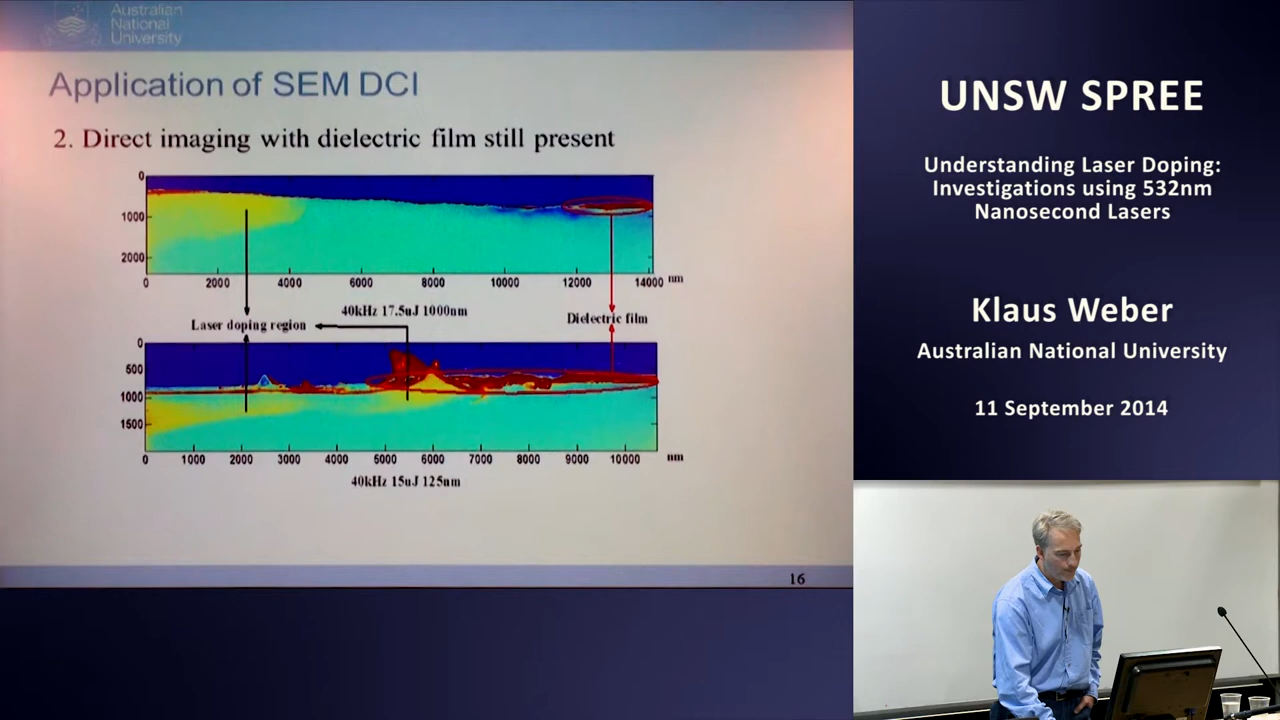 Australian
National
University
Application of SEM DCI
2. Direct imaging with dielectric film still present
0
1000
2000
0 2000 4000 6000 8000 10000 12000 14000 nm
40kHz 17.5uJ 1000nm
Laser doping region
Dielectric film
0
500
1000
1500
0 1000 2000 3000 4000 5000 6000 7000 8000 9000 10000 nm
40kHz 15uJ 125nm
16
UNSW SPREE
Understanding Laser Doping:
Investigations using 532nm
Nanosecond Lasers
Klaus Weber
Australian National University
11 September 2014